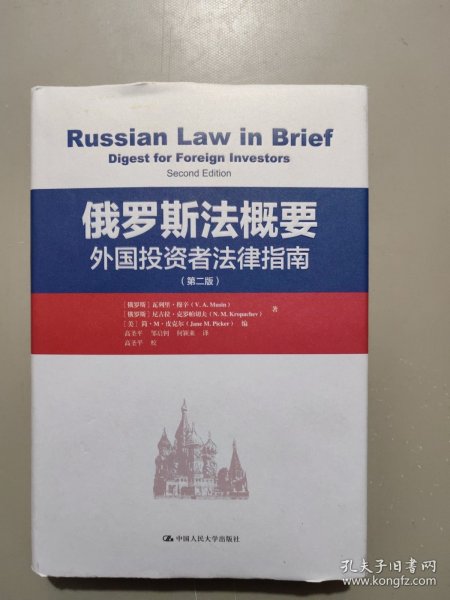 Russian Law in Brief
Digest for Foreign Investors
Second Edition
俄罗斯法概要
外国投资者法律指南
（第二版）
［俄罗斯］瓦列里·穆辛（V. A. Musin）
［俄罗斯］尼古拉·克罗帕切夫（N. M. Kropachev） 著
［美］简·M·皮克尔（Jane M. Picker） 编
高圣平 邹启钊 何颖来 译
高圣平 校
中国人民大学出版社
孔夫子旧书网
www.kongfz.com